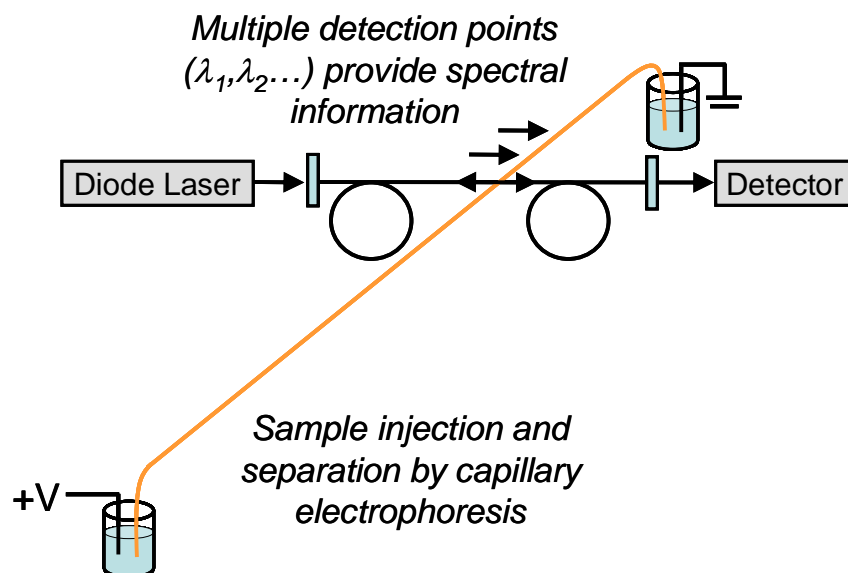 Multiple detection points
(λ1,λ2…) provide spectral
information
Diode Laser
Detector
Sample injection and
separation by capillary
electrophoresis
+V